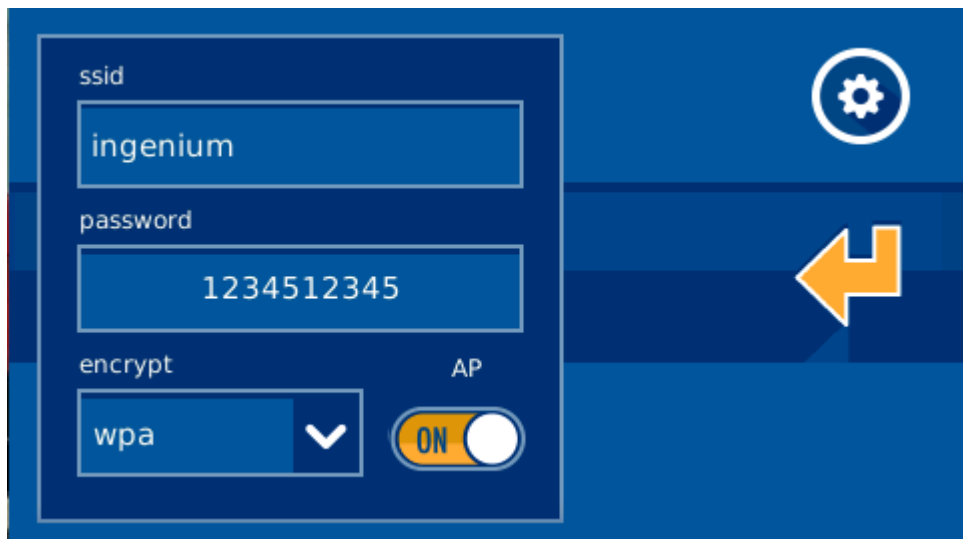 ssid
ingenium
password
1234512345
encrypt
AP
wpa
ON